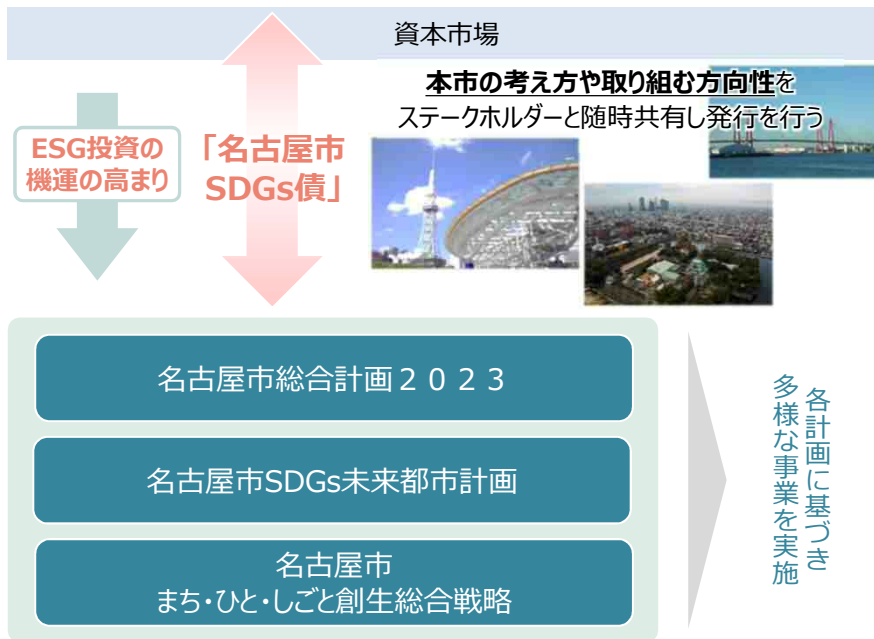 資本市場
本市の考え方や取り組む方向性を
ステークホルダーと随時共有し発行を行う
ESG投資の
機運の高まり
「名古屋市
SDGs債」
名古屋市総合計画２０２３
名古屋市SDGs未来都市計画
名古屋市
まち・ひと・しごと創生総合戦略
各計画に基づき
多様な事業を実施